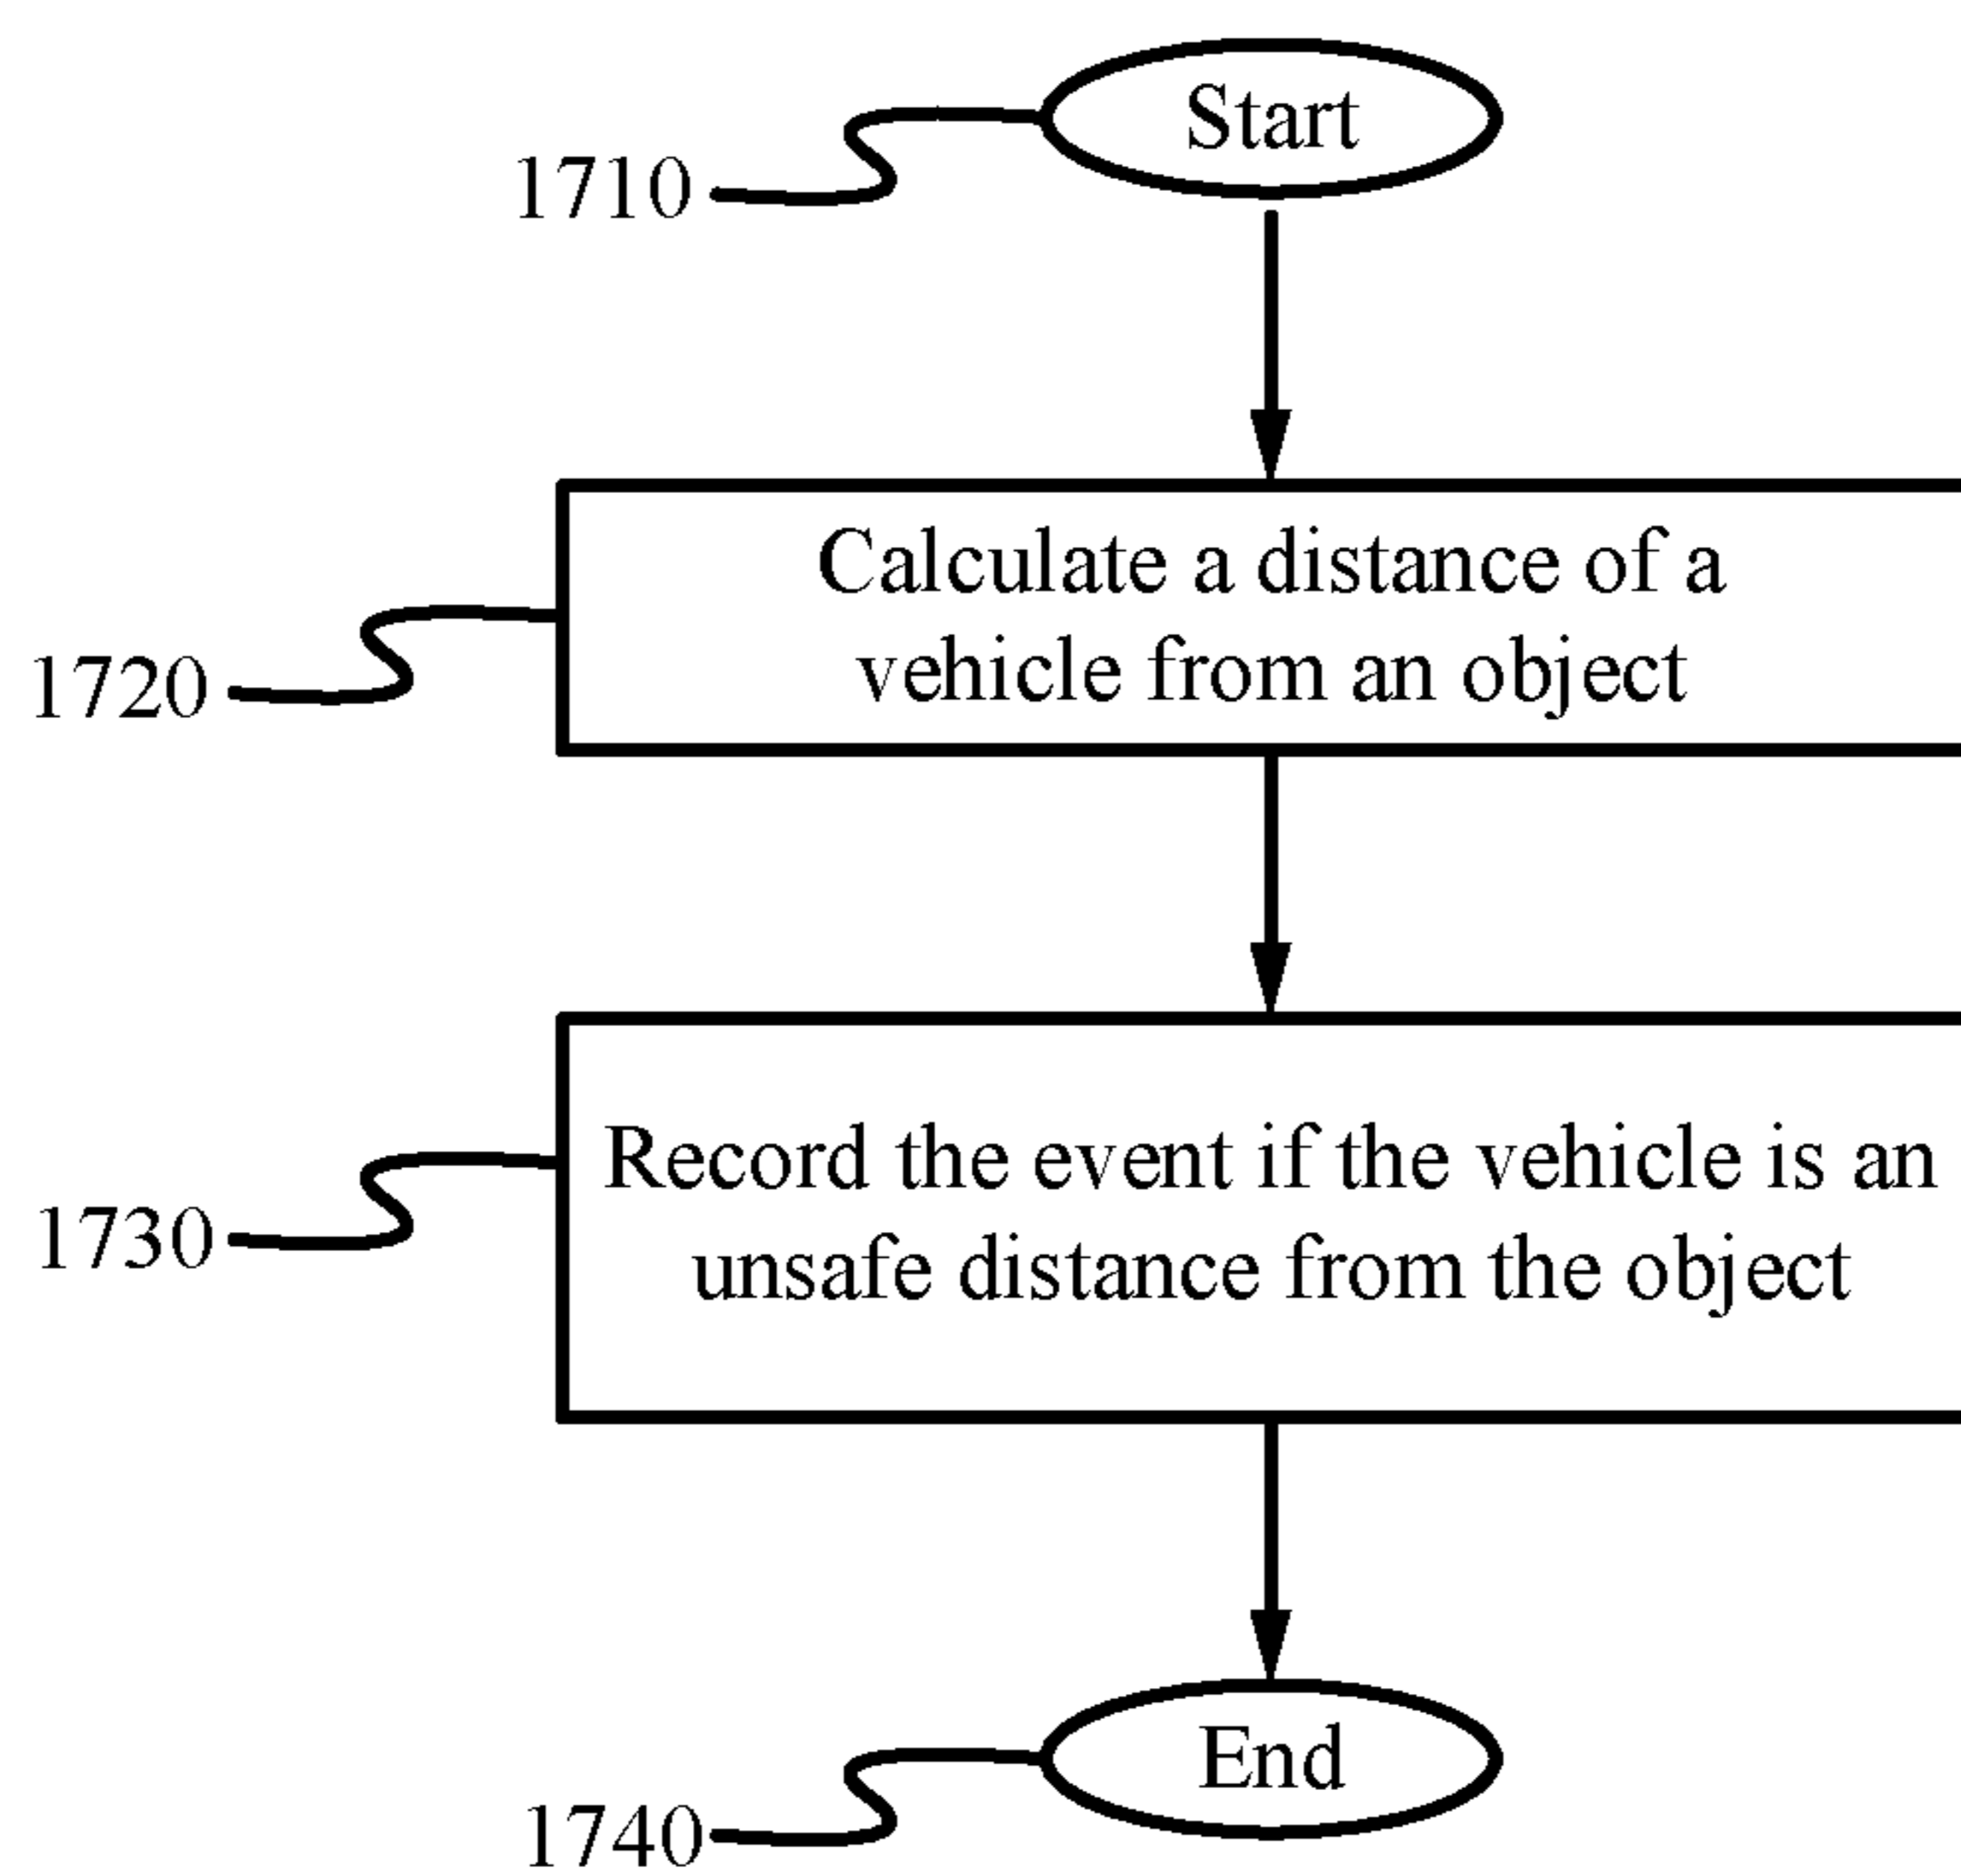 Start
1710
Calculate a distance of a
vehicle from an object
1720
Record the event if the vehicle is an
unsafe distance from the object
1730
End
1740